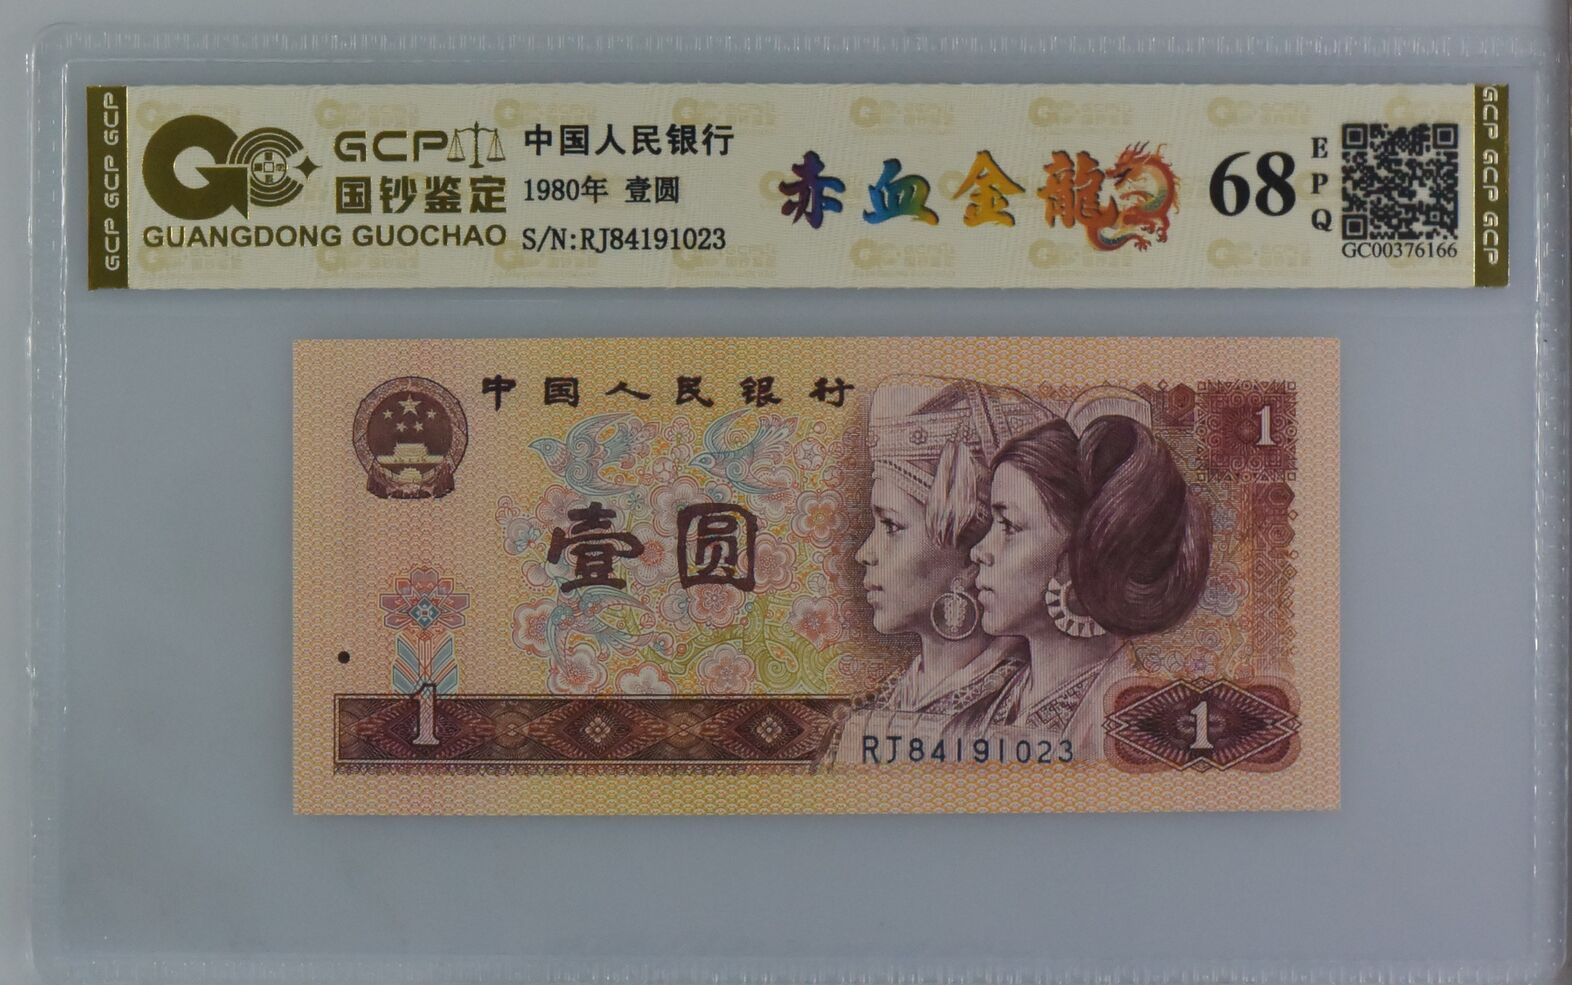 GCP GCP GCP
GCP
国钞鉴定
GUANGDONG GUOCHAO
中国人民银行
1980年 壹圆
S/N:RJ84191023
赤血金龍
68
EPQ
GC00376166
GCP GCP GCP
中国人民银行
1
壹圆
1
RJ84191023
1